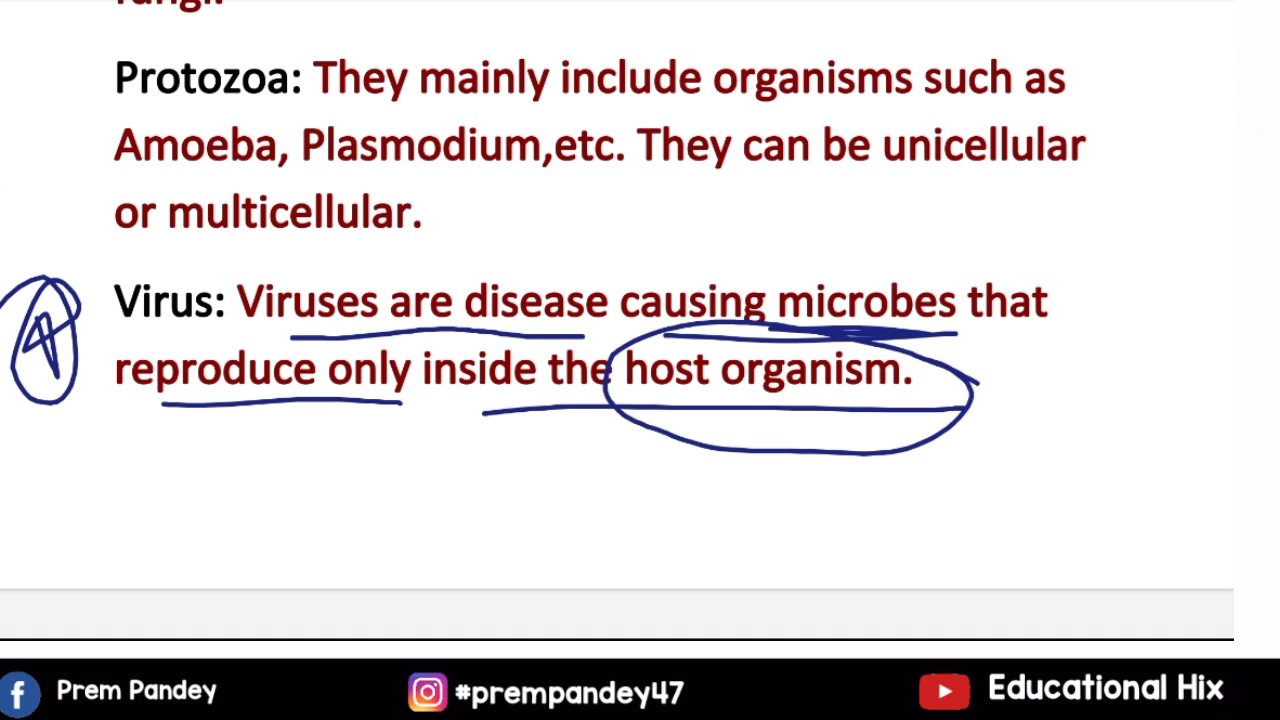 fungi.
Protozoa: They mainly include organisms such as
Amoeba, Plasmodium,etc. They can be unicellular
or multicellular.
Virus: Viruses are disease causing microbes that
reproduce only inside the host organism.
Prem Pandey #prempandey47 Educational Hix